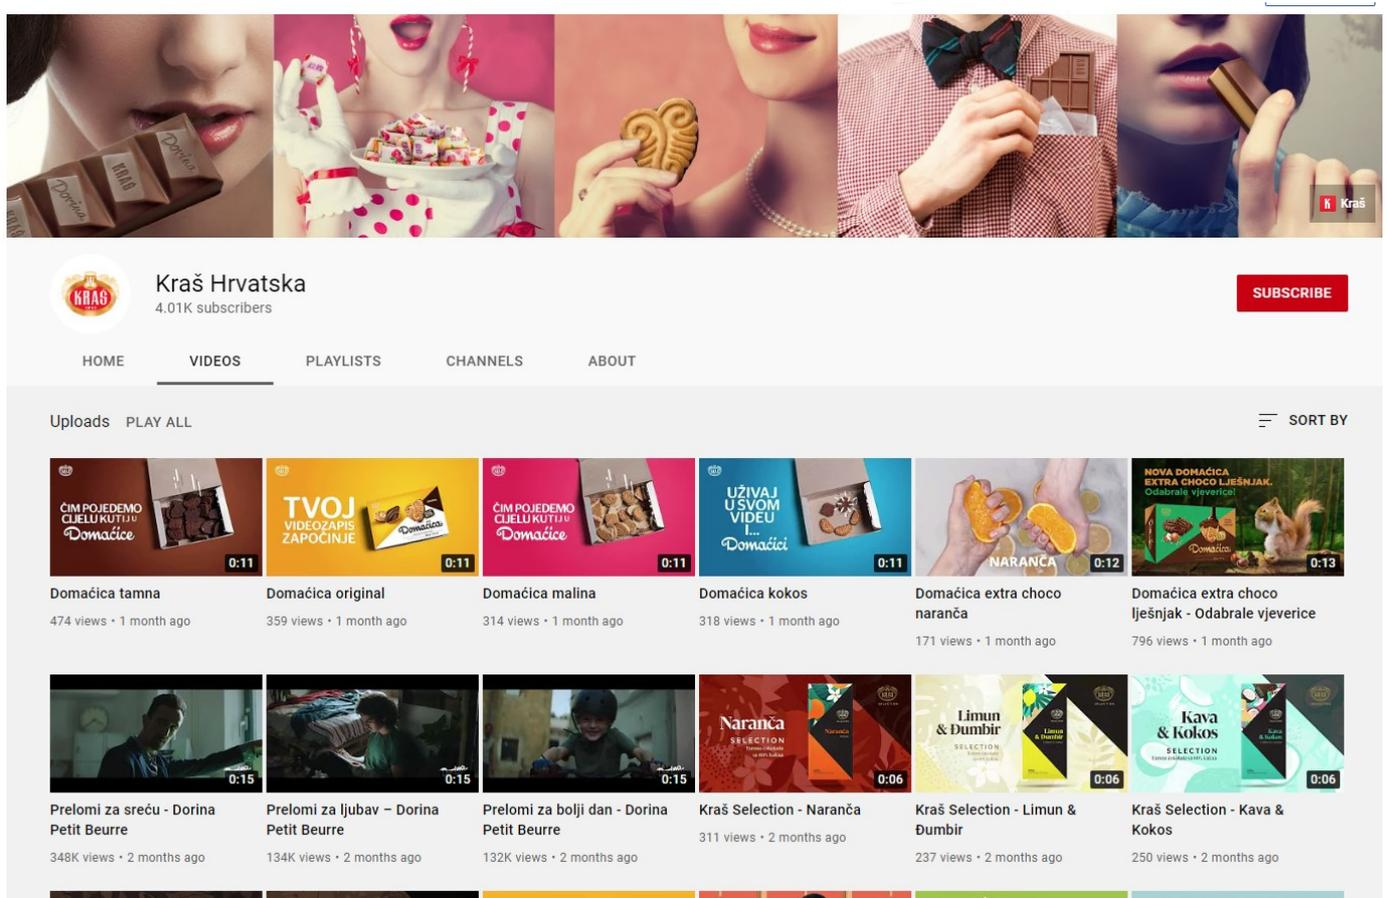 Dorina
KRAŠ
Dorina
K Kraš
KRAŠ
Kraš Hrvatska
4.01K subscribers
SUBSCRIBE
HOME VIDEOS PLAYLISTS CHANNELS ABOUT
Uploads PLAY ALL SORT BY
ČIM POJEDEMO
CIJELU KUTIJU
Domaćice
0:11
TVOJ
VIDEOZAPIS
ZAPOČINJE
Domaćica
0:11
ČIM POJEDEMO
CIJELU KUTIJU
Domaćice
0:11
UŽIVAJ
U SVOM
VIDEU
I...
Domaćici
0:11
NARANČA
0:12
NOVA DOMAĆICA
EXTRA CHOCO LJEŠNJAK.
Odabrale vjeverice!
Domaćica
0:13
Domaćica tamna
474 views • 1 month ago
Domaćica original
359 views • 1 month ago
Domaćica malina
314 views • 1 month ago
Domaćica kokos
318 views • 1 month ago
Domaćica extra choco
naranča
171 views • 1 month ago
Domaćica extra choco
lješnjak - Odabrale vjeverice
796 views • 1 month ago
0:15
0:15
0:15
Naranča
SELECTION
Naranča
0:06
Limun
& Đumbir
SELECTION
Limun
& Đumbir
0:06
Kava
& Kokos
SELECTION
Kava
& Kokos
0:06
Prelomi za sreću - Dorina
Petit Beurre
348K views • 2 months ago
Prelomi za ljubav – Dorina
Petit Beurre
134K views • 2 months ago
Prelomi za bolji dan - Dorina
Petit Beurre
132K views • 2 months ago
Kraš Selection - Naranča
311 views • 2 months ago
Kraš Selection - Limun &
Đumbir
237 views • 2 months ago
Kraš Selection - Kava &
Kokos
250 views • 2 months ago